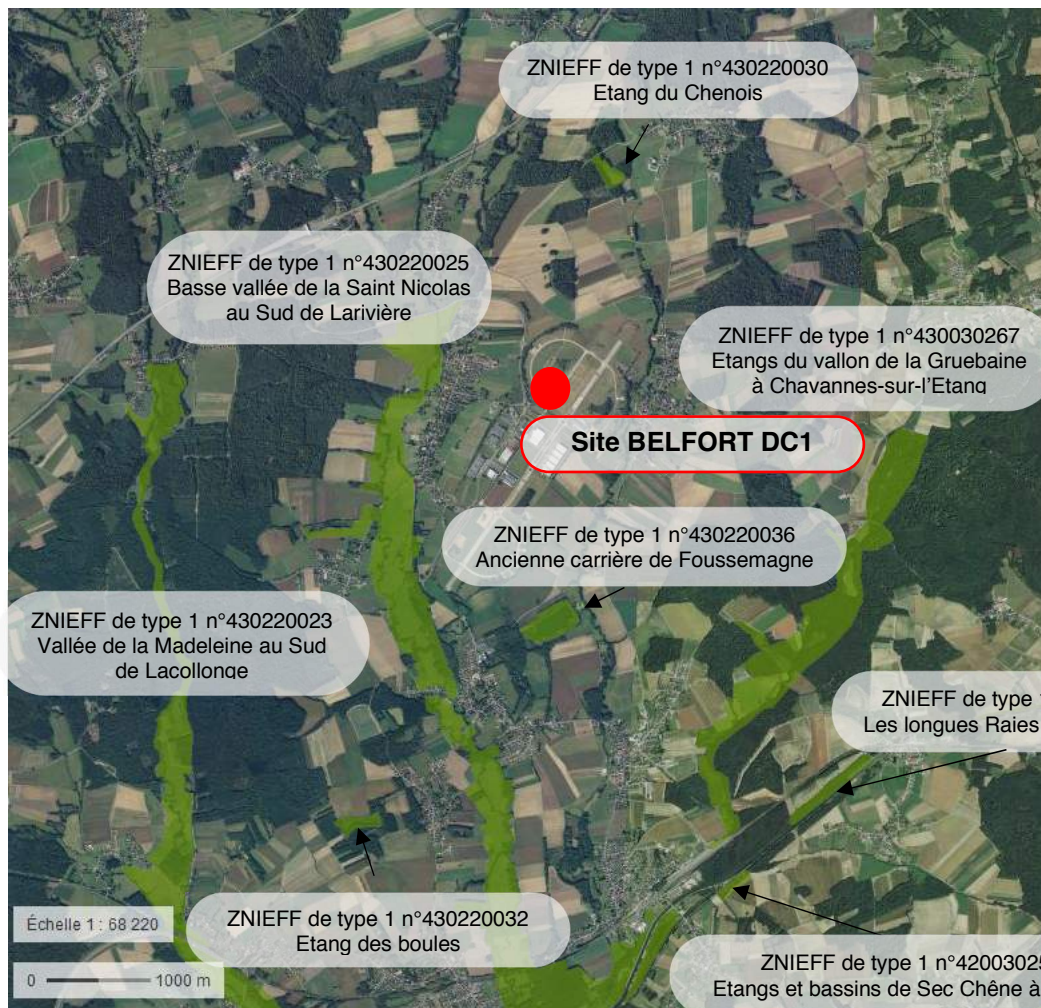 ZNIEFF de type 1 n°430220030
Etang du Chenois
ZNIEFF de type 1 n°430220025
Basse vallée de la Saint Nicolas
au Sud de Larivière
ZNIEFF de type 1 n°430030267
Etangs du vallon de la Gruebaine
à Chavannes-sur-l'Etang
Site BELFORT DC1
ZNIEFF de type 1 n°430220036
Ancienne carrière de Foussemagne
ZNIEFF de type 1 n°430220023
Vallée de la Madeleine au Sud
de Lacollonge
ZNIEFF de type
Les longues Raies
ZNIEFF de type 1 n°430220032
Etang des boules
Échelle 1 : 68 220
0 1000 m
ZNIEFF de type 1 n°42003025
Etangs et bassins de Sec Chêne à